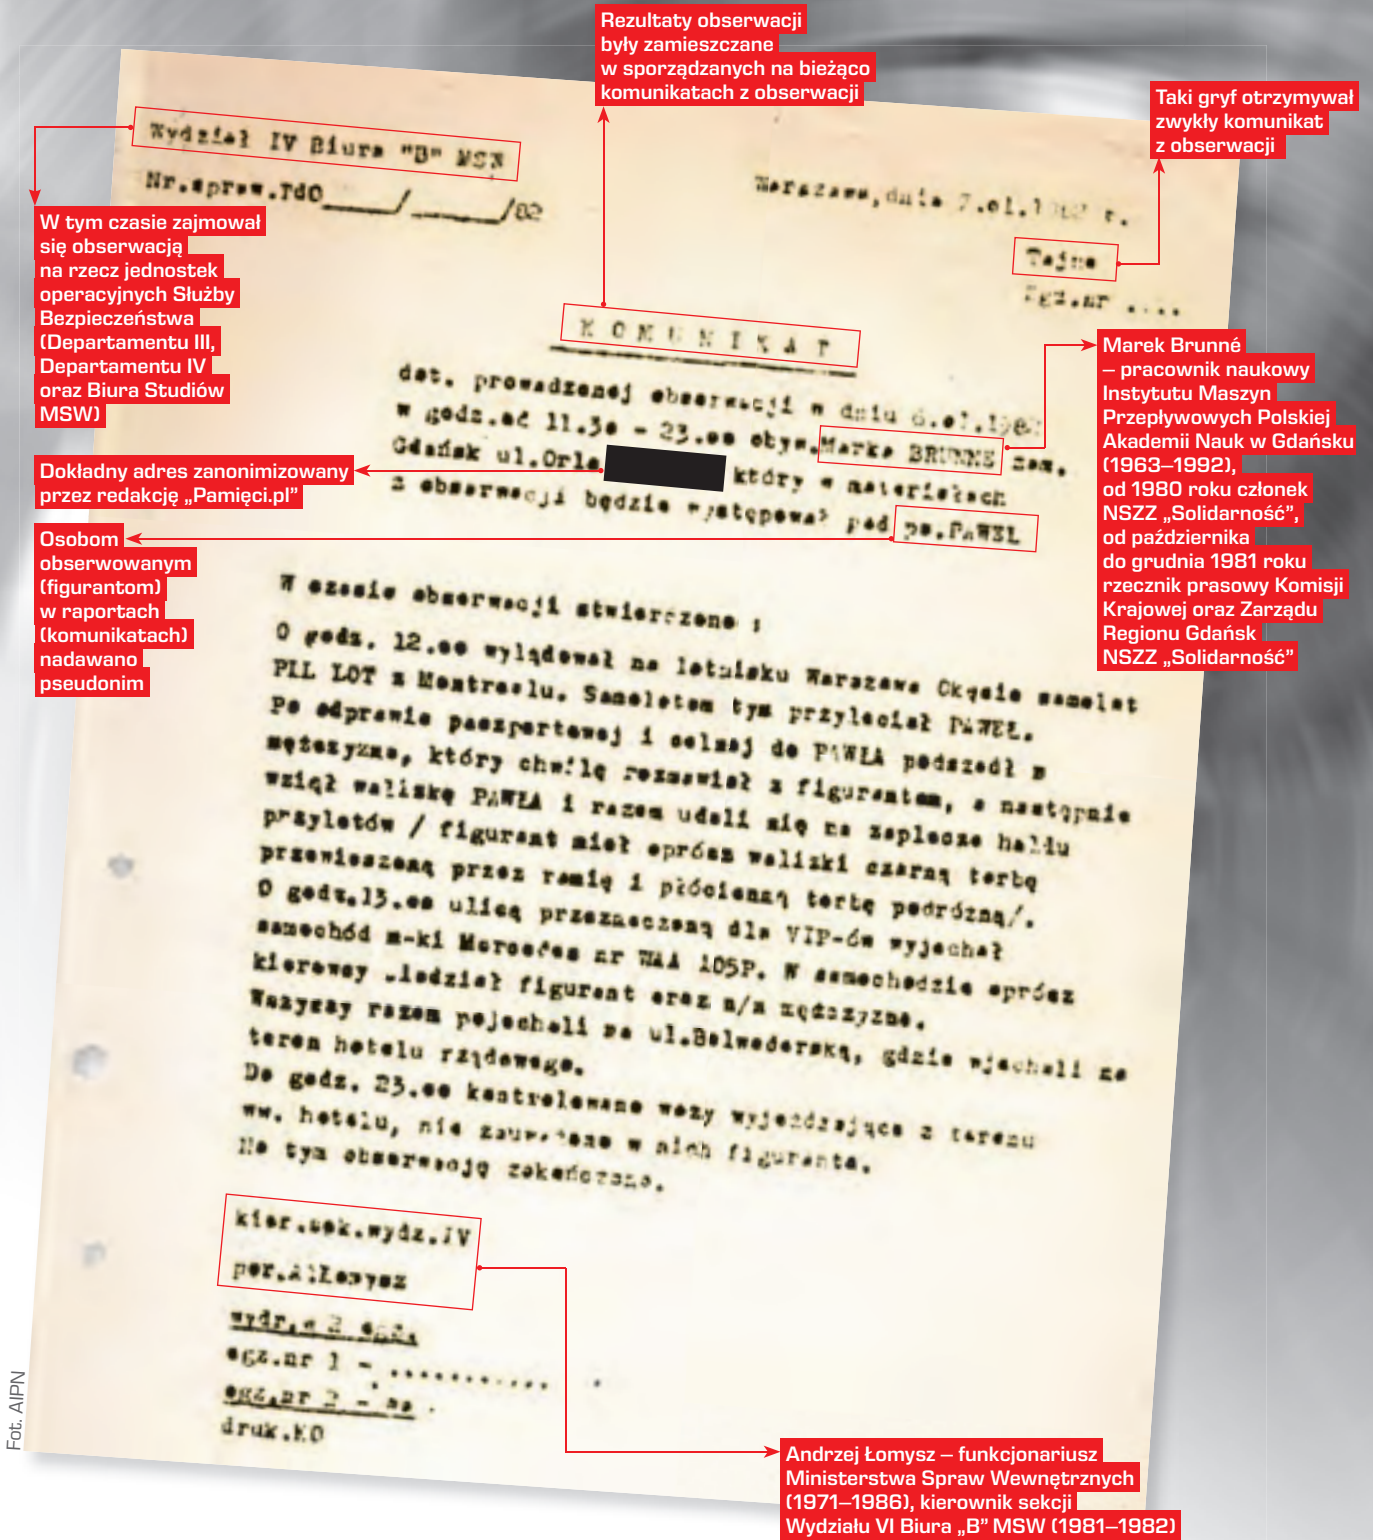 Rezultaty obserwacji
były zamieszczane
w sporządzanych na bieżąco
komunikatach z obserwacji
Taki gryf otrzymywał
zwykły komunikat
z obserwacji
Wydział IV Biura "B" MSW
Nr.spraw.TdO____/_____/82
Warszawa,dnia 7.o1.1982 r.
Tajne
Egz.nr ....
W tym czasie zajmował
się obserwacją
na rzecz jednostek
operacyjnych Służby
Bezpieczeństwa
(Departamentu III,
Departamentu IV
oraz Biura Studiów
MSW)
K O M U N I K A T
dot. prowadzonej obserwacji w dniu 6.o1.1982
w godz.od 11.3o - 23.oo obyw.Marka BRUNNE zam.
Gdańsk ul.Orla który w materiałach
z obserwacji będzie występował pod ps.PAWEŁ
Marek Brunné
– pracownik naukowy
Instytutu Maszyn
Przepływowych Polskiej
Akademii Nauk w Gdańsku
(1963–1992),
od 1980 roku członek
NSZZ „Solidarność”,
od października
do grudnia 1981 roku
rzecznik prasowy Komisji
Krajowej oraz Zarządu
Regionu Gdańsk
NSZZ „Solidarność”
Dokładny adres zanonimizowany
przez redakcję „Pamięci.pl”
Osobom
obserwowanym
(figurantom)
w raportach
(komunikatach)
nadawano
pseudonim
W czasie obserwacji stwierdzono :
O godz. 12.oo wylądował na lotnisku Warszawa Okęcie samolot
PLL LOT z Montrealu. Samolotem tym przyleciał PAWEŁ.
Po odprawie paszportowej i celnej do PAWŁA podszedł m
mężczyzna, który chwilę rozmawiał z figurantem, a następnie
wziął walizkę PAWŁA i razem udali się na zaplecze hallu
przylotów / figurant miał oprócz walizki czarną torbę
przewieszoną przez ramię i płócienną torbę podróżną/.
O godz.13.oo ulicą przeznaczoną dla VIP-ów wyjechał
samochód m-ki Mercedes nr WAA 105P. W samochodzie oprócz
kierowcy siedział figurant oraz n/n mężczyzna.
Wszyscy razem pojechali na ul.Belwederską, gdzie wjechali na
teren hotelu rządowego.
Do godz. 23.oo kontrolowano wozy wyjeżdżające z terenu
ww. hotelu, nie zauważono w nich figuranta.
Na tym obserwację zakończono.
kier.sek.wydz.IV
por.A.Łomysz
wydr.w 2 egz.
egz.nr 1 - ...........
egz.nr 2 - aa
druk.KO
Andrzej Łomysz – funkcjonariusz
Ministerstwa Spraw Wewnętrznych
(1971–1986), kierownik sekcji
Wydziału VI Biura „B” MSW (1981–1982)
Fot. AIPN